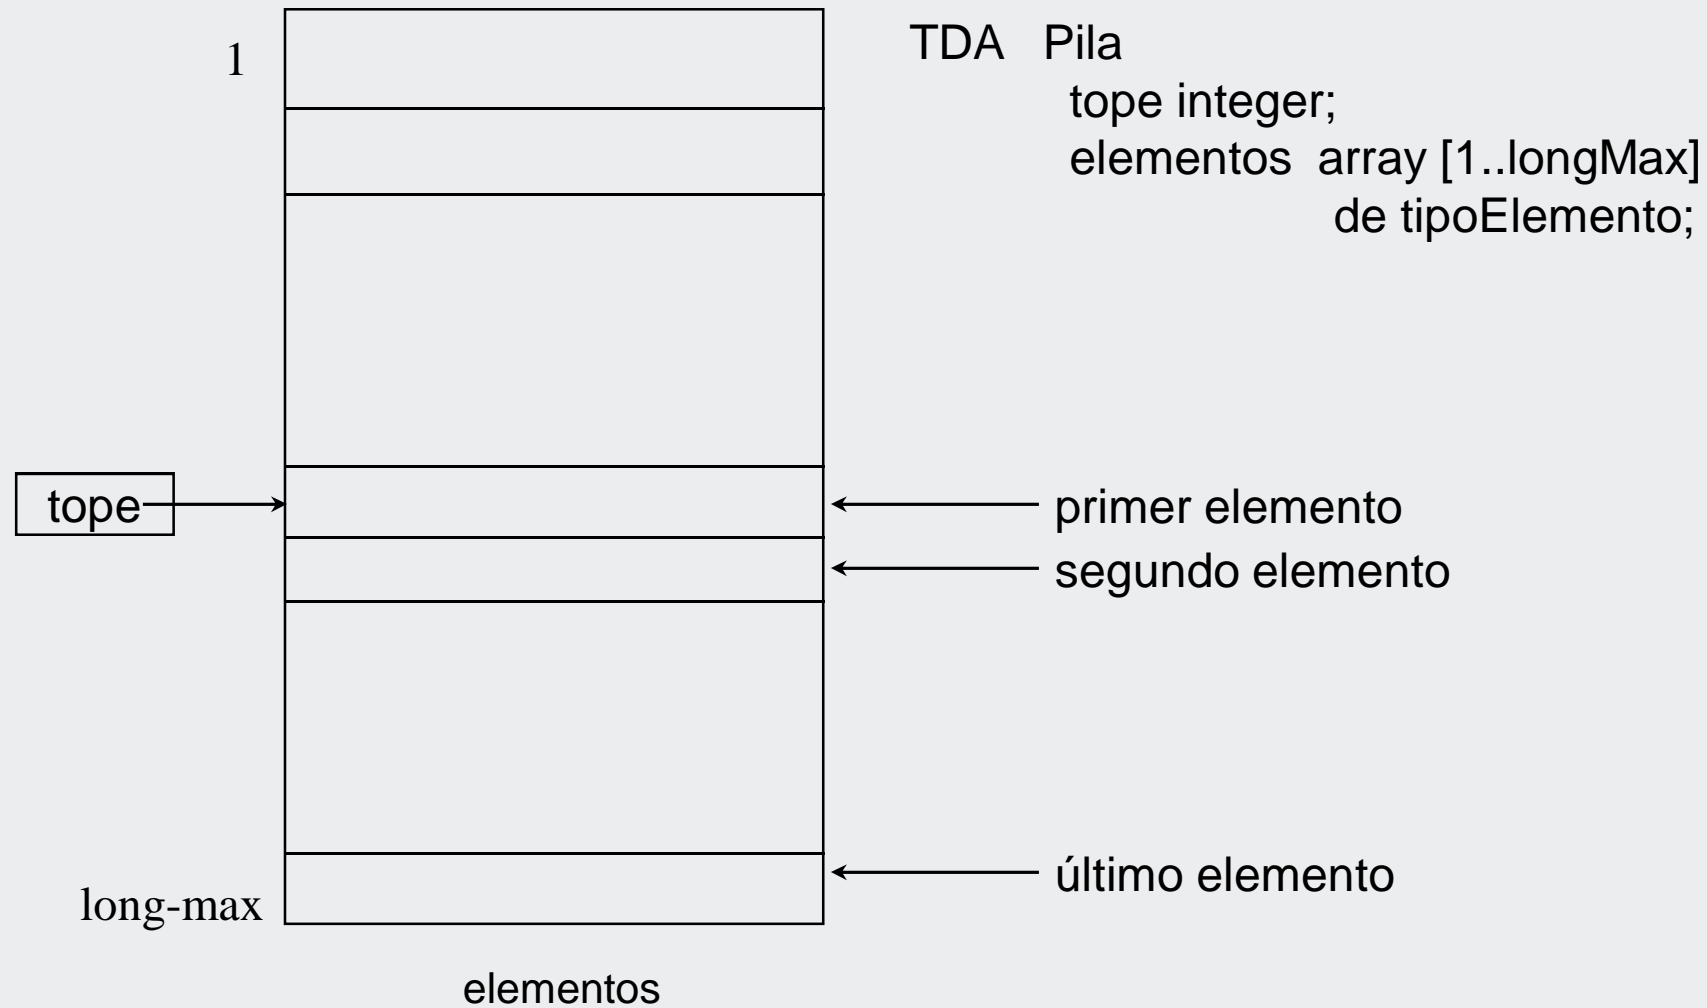 1
TDA Pila
tope integer;
elementos array [1..longMax]
de tipoElemento;
tope
primer elemento
segundo elemento
último elemento
long-max
elementos